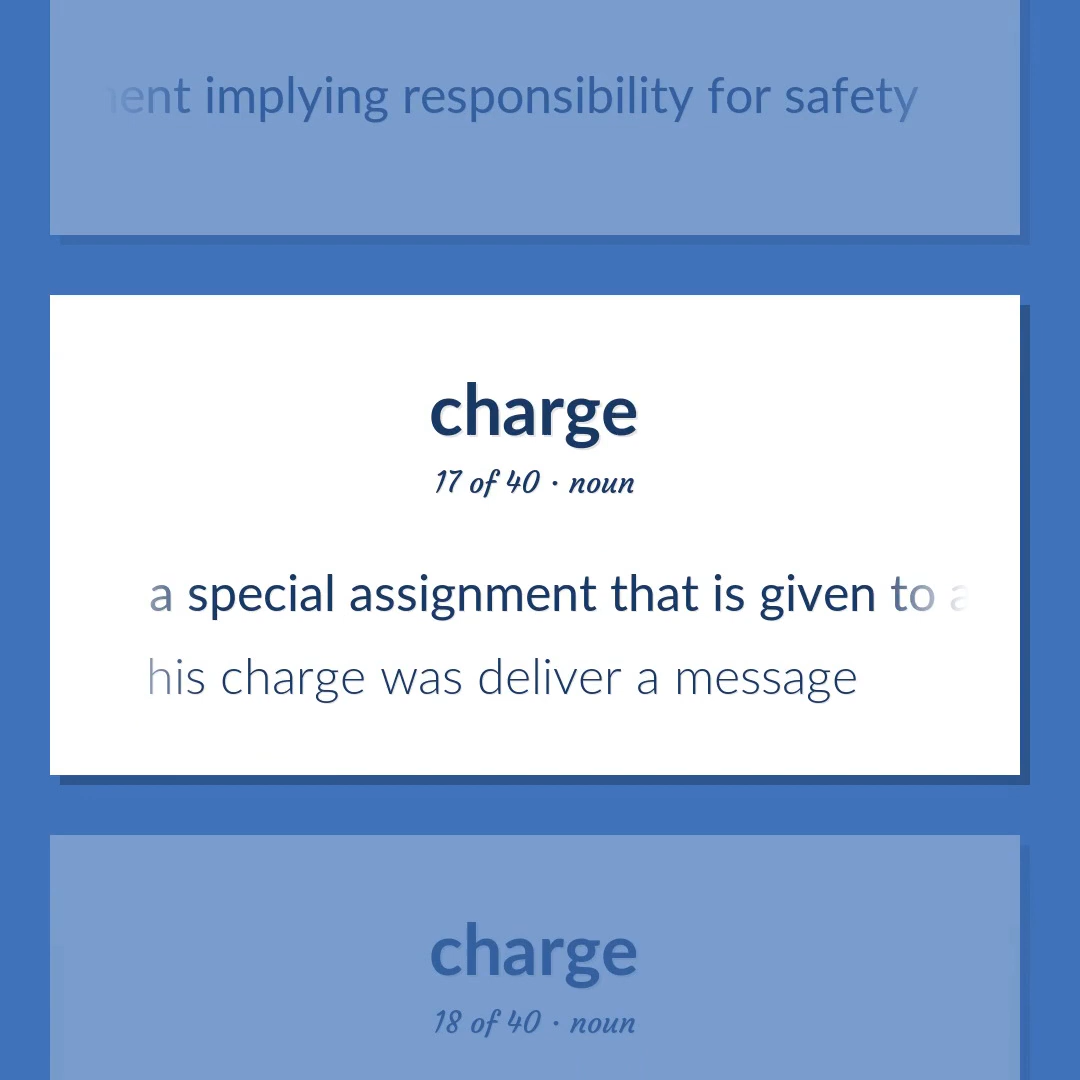 implying responsibility for safety
charge
17 of 40 · noun
a special assignment that is given to
his charge was deliver a message
charge
18 of 40 · noun